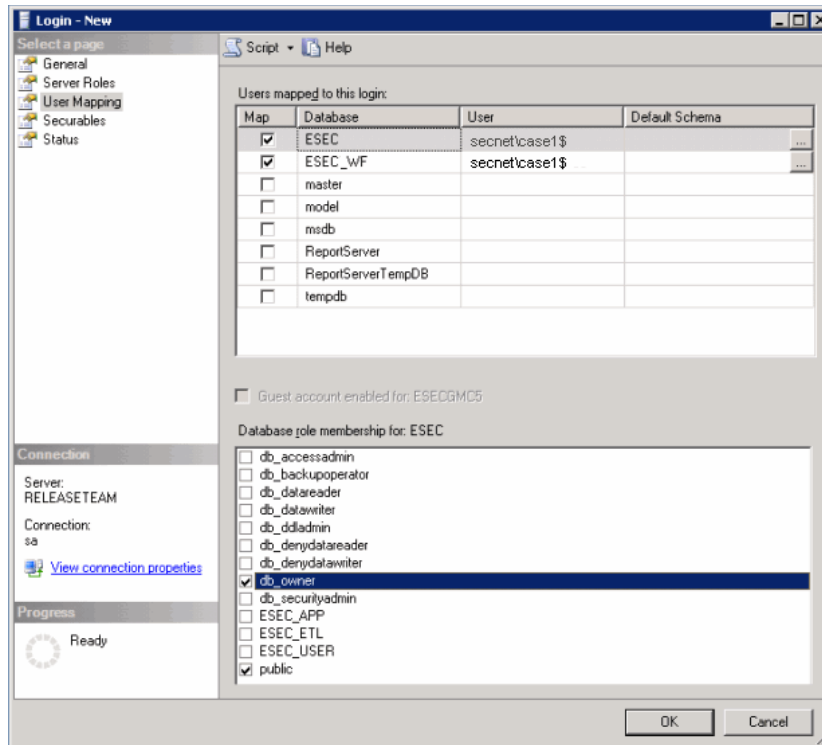 Login - New
Select a page
General
Server Roles
User Mapping
Securables
Status
Script Help
Users mapped to this login:
Map Database User Default Schema
ESEC secnet\case1$ ...
ESEC_WF secnet\case1$ ...
master
model
msdb
ReportServer
ReportServerTempDB
tempdb
Guest account enabled for: ESECGMC5
Database role membership for: ESEC
db_accessadmin
db_backupoperator
db_datareader
db_datawriter
db_ddladmin
db_denydatareader
db_denydatawriter
db_owner
db_securityadmin
ESEC_APP
ESEC_ETL
ESEC_USER
public
Connection
Server:
RELEASETEAM
Connection:
sa
View connection properties
Progress
Ready
OK Cancel